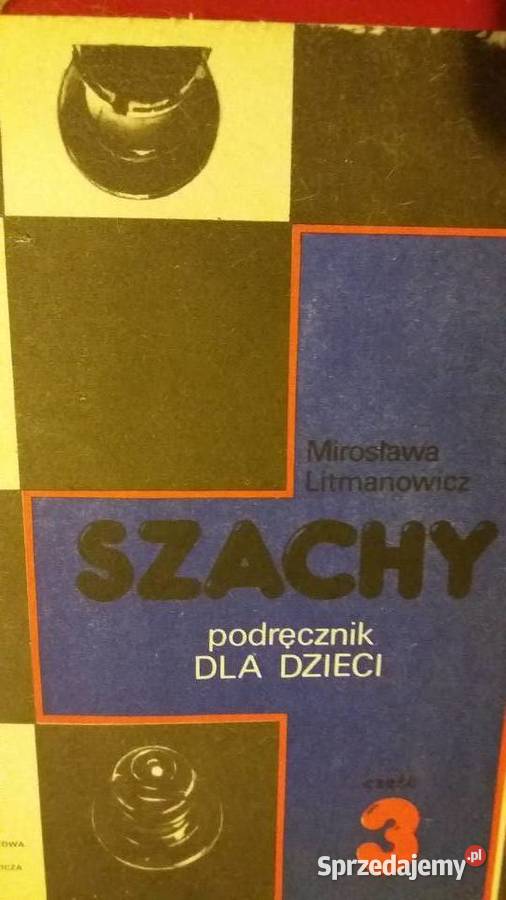 Mirosława
Litmanowicz
SZACHY
podręcznik
DLA DZIECI
część
3
Sprzedajemy.pl